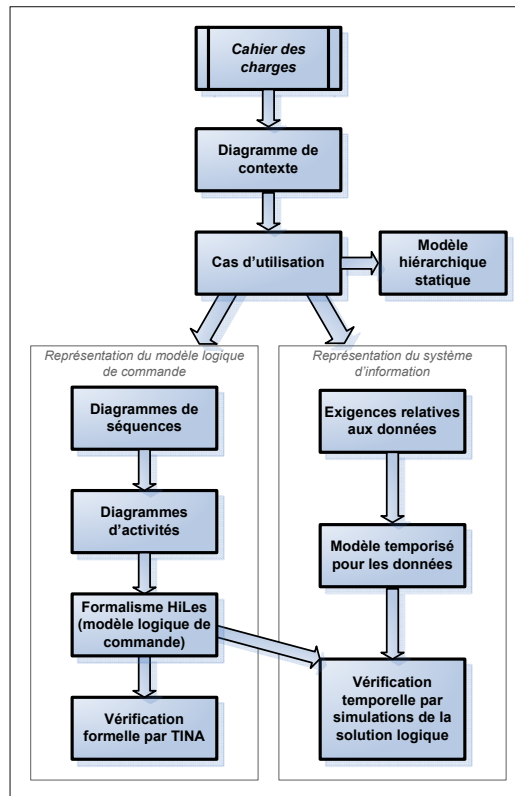 Cahier des
charges
Diagramme de
contexte
Cas d'utilisation
Modèle
hiérarchique
statique
Représentation du modèle logique
de commande
Diagrammes de
séquences
Diagrammes
d'activités
Formalisme HiLes
(modèle logique de
commande)
Vérification
formelle par TINA
Représentation du système
d'information
Exigences relatives
aux données
Modèle temporisé
pour les données
Vérification
temporelle par
simulations de la
solution logique